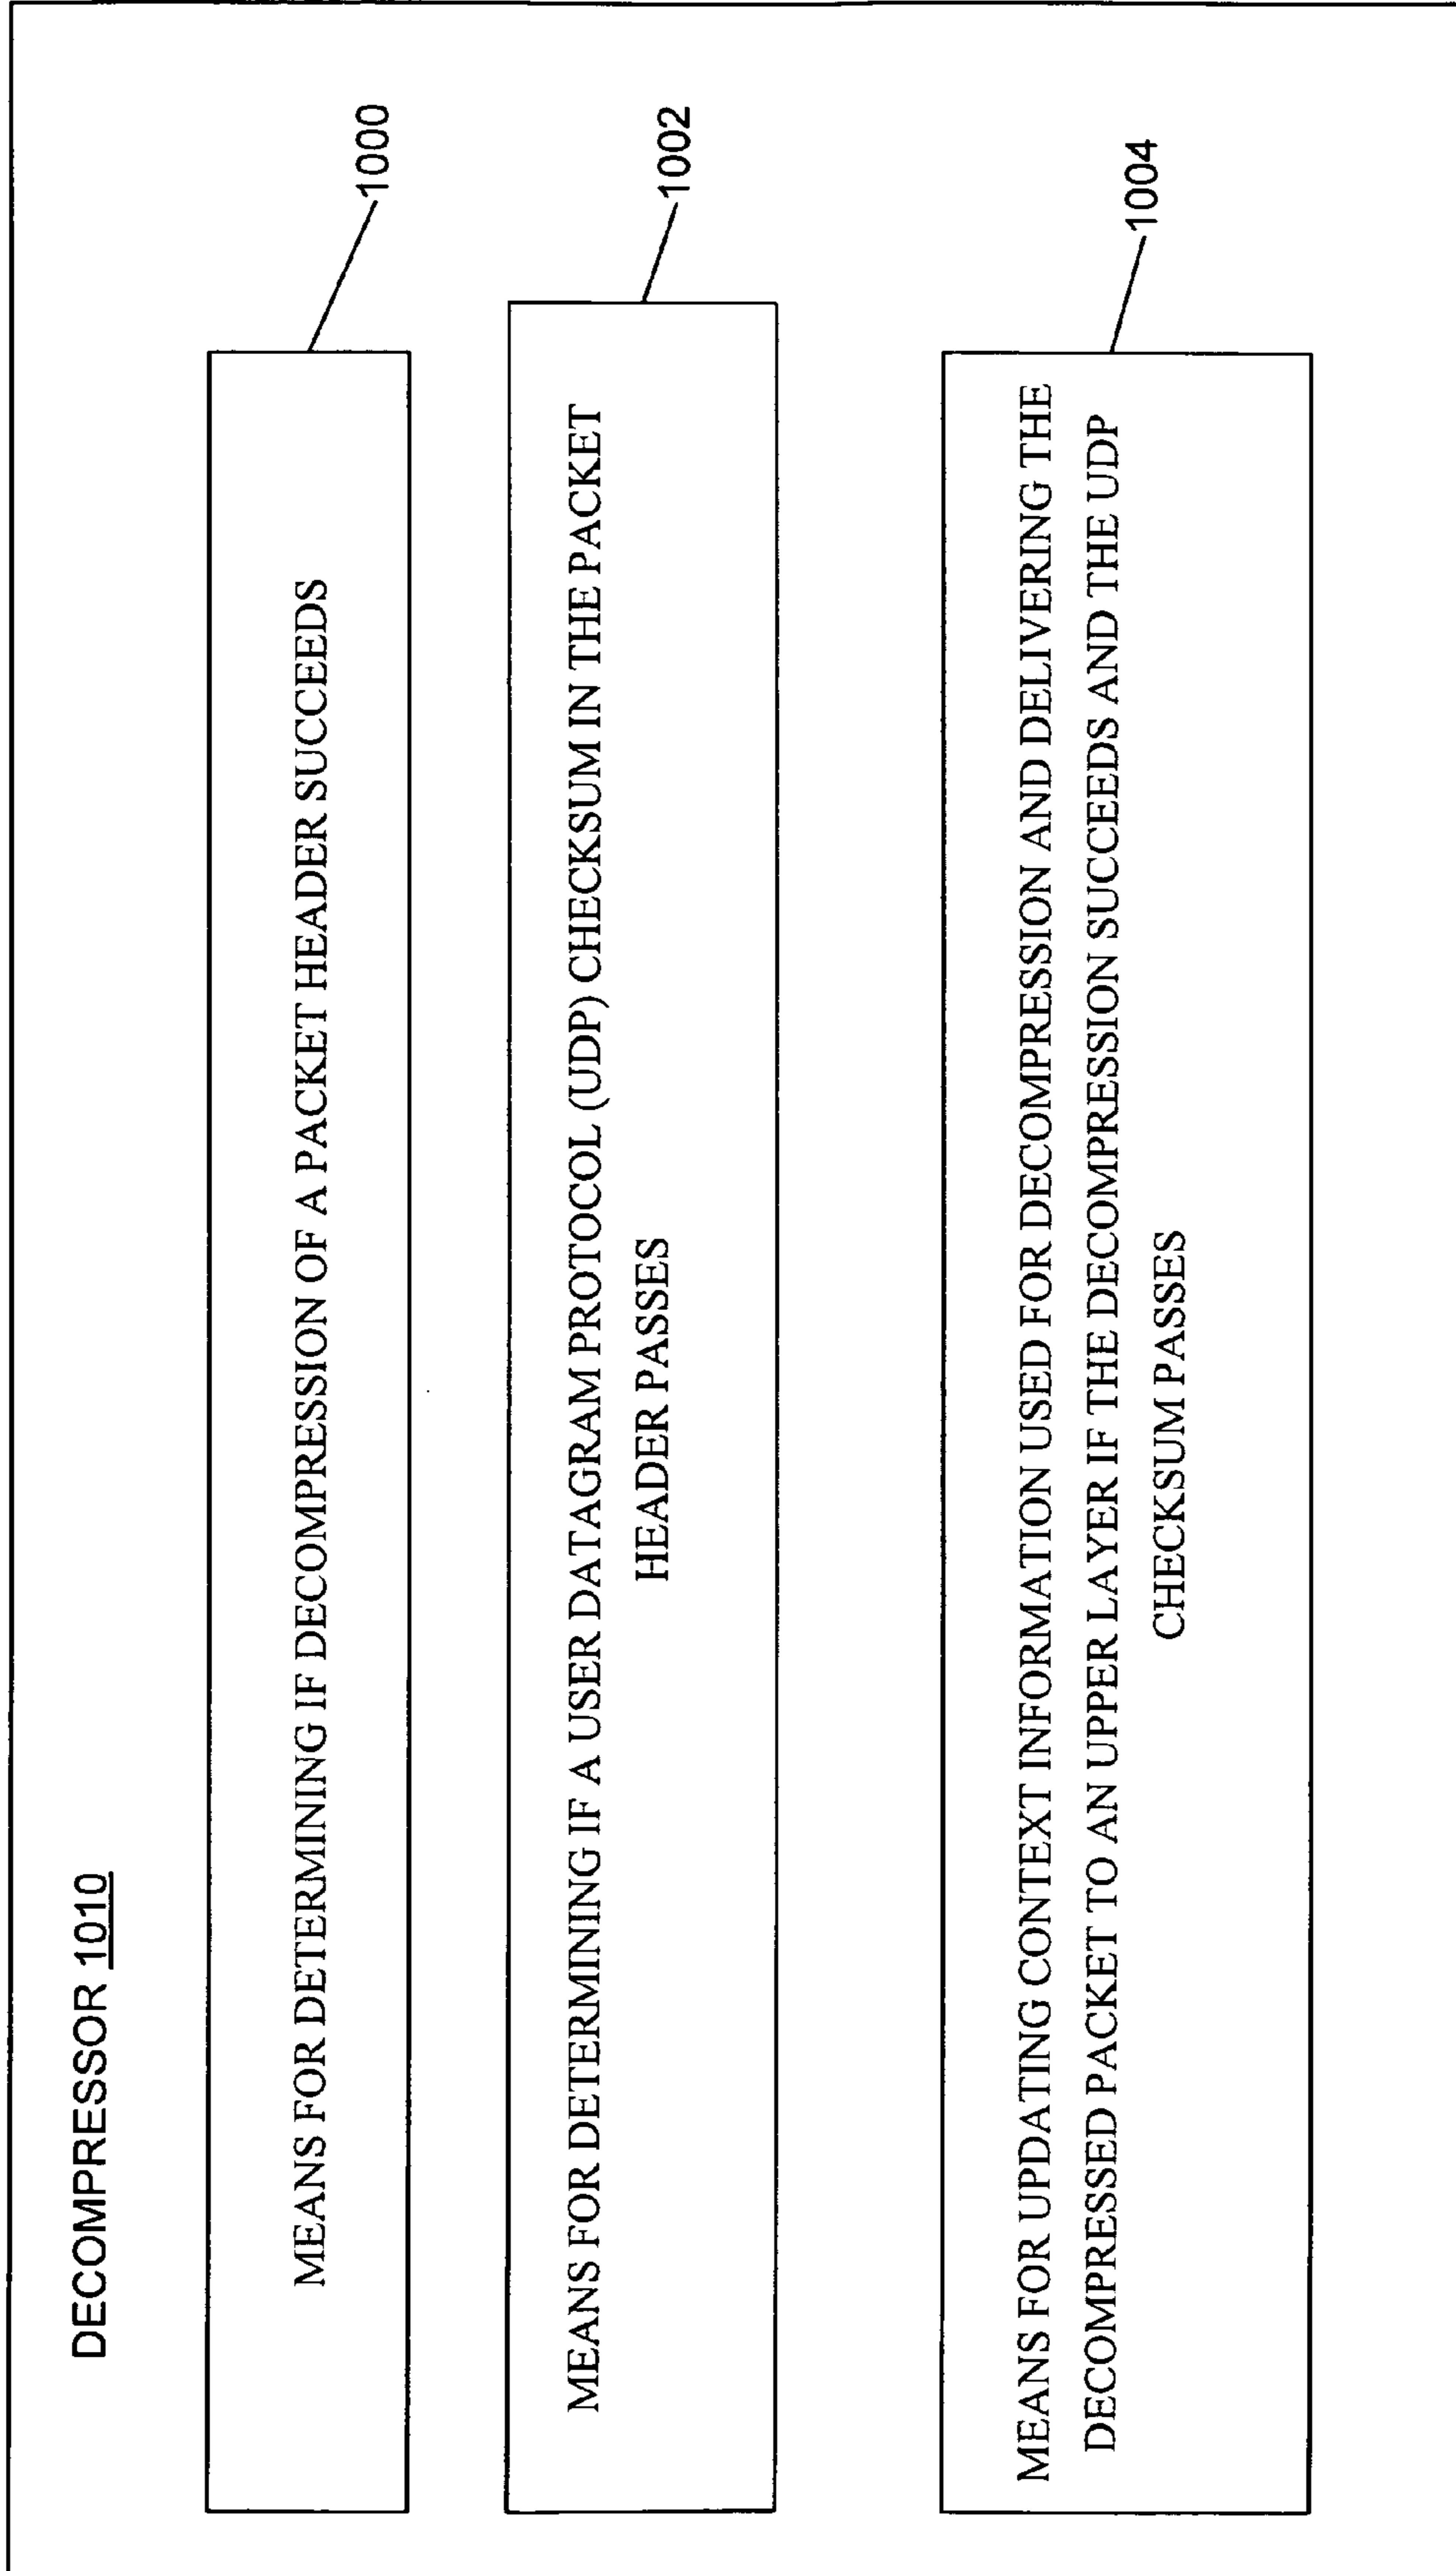 DECOMPRESSOR 1010
MEANS FOR DETERMINING IF DECOMPRESSION OF A PACKET HEADER SUCCEEDS
1000
MEANS FOR DETERMINING IF A USER DATAGRAM PROTOCOL (UDP) CHECKSUM IN THE PACKET
HEADER PASSES
1002
MEANS FOR UPDATING CONTEXT INFORMATION USED FOR DECOMPRESSION AND DELIVERING THE
DECOMPRESSED PACKET TO AN UPPER LAYER IF THE DECOMPRESSION SUCCEEDS AND THE UDP
CHECKSUM PASSES
1004